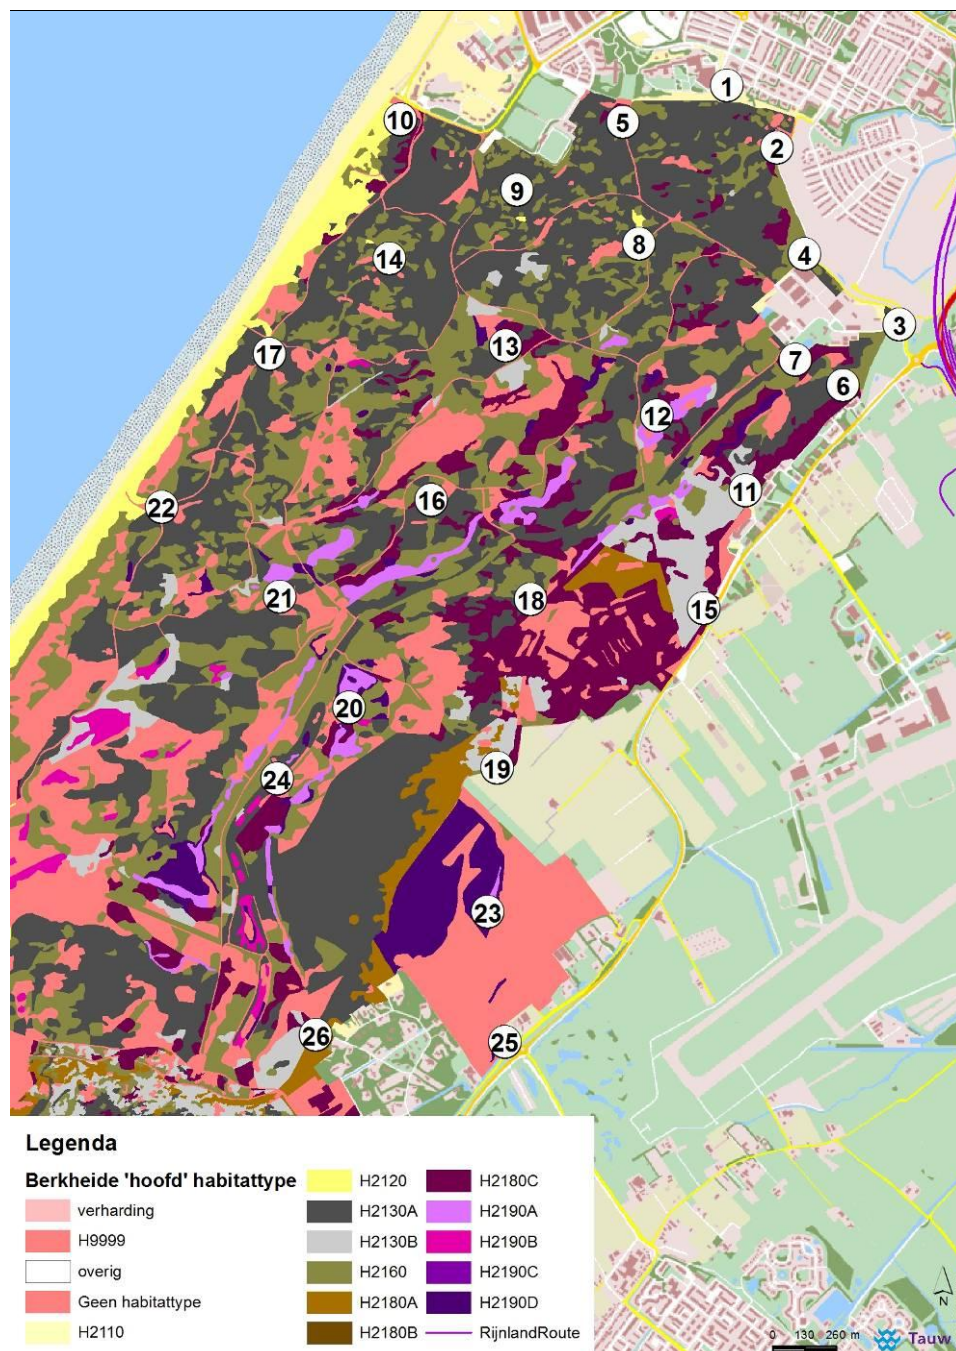 1
5
10
2
9
8
4
14
3
13
17
7
6
12
11
16
22
21
18
15
20
19
24
23
26
25
Legenda
Berkheide 'hoofd' habitattype
verharding
H9999
overig
Geen habitattype
H2110
H2120
H2130A
H2130B
H2160
H2180A
H2180B
H2180C
H2190A
H2190B
H2190C
H2190D
RijnlandRoute
N
0 130 260 m
Tauw